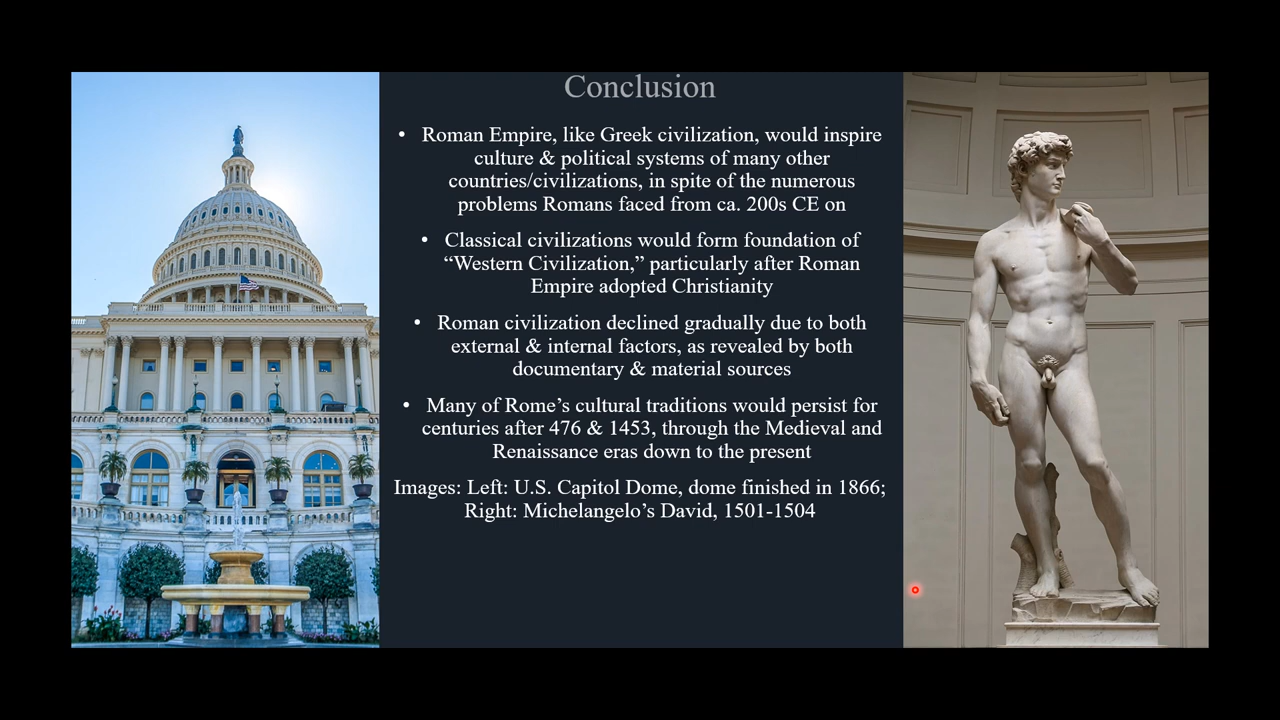 Conclusion
• Roman Empire, like Greek civilization, would inspire
culture & political systems of many other
countries/civilizations, in spite of the numerous
problems Romans faced from ca. 200s CE on
• Classical civilizations would form foundation of
“Western Civilization,” particularly after Roman
Empire adopted Christianity
• Roman civilization declined gradually due to both
external & internal factors, as revealed by both
documentary & material sources
• Many of Rome’s cultural traditions would persist for
centuries after 476 & 1453, through the Medieval and
Renaissance eras down to the present
Images: Left: U.S. Capitol Dome, dome finished in 1866;
Right: Michelangelo’s David, 1501-1504